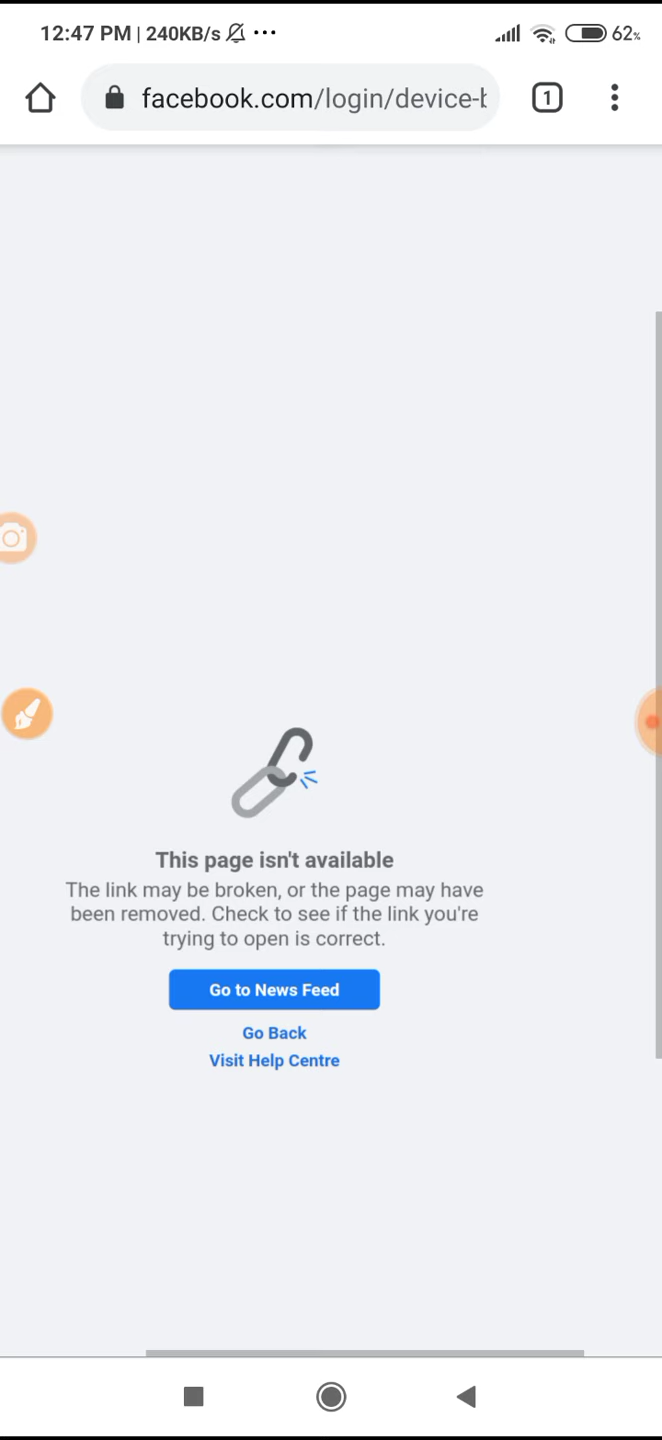 12:47 PM | 240KB/s ... 62%
facebook.com/login/device-b 1
This page isn't available
The link may be broken, or the page may have
been removed. Check to see if the link you're
trying to open is correct.
Go to News Feed
Go Back
Visit Help Centre